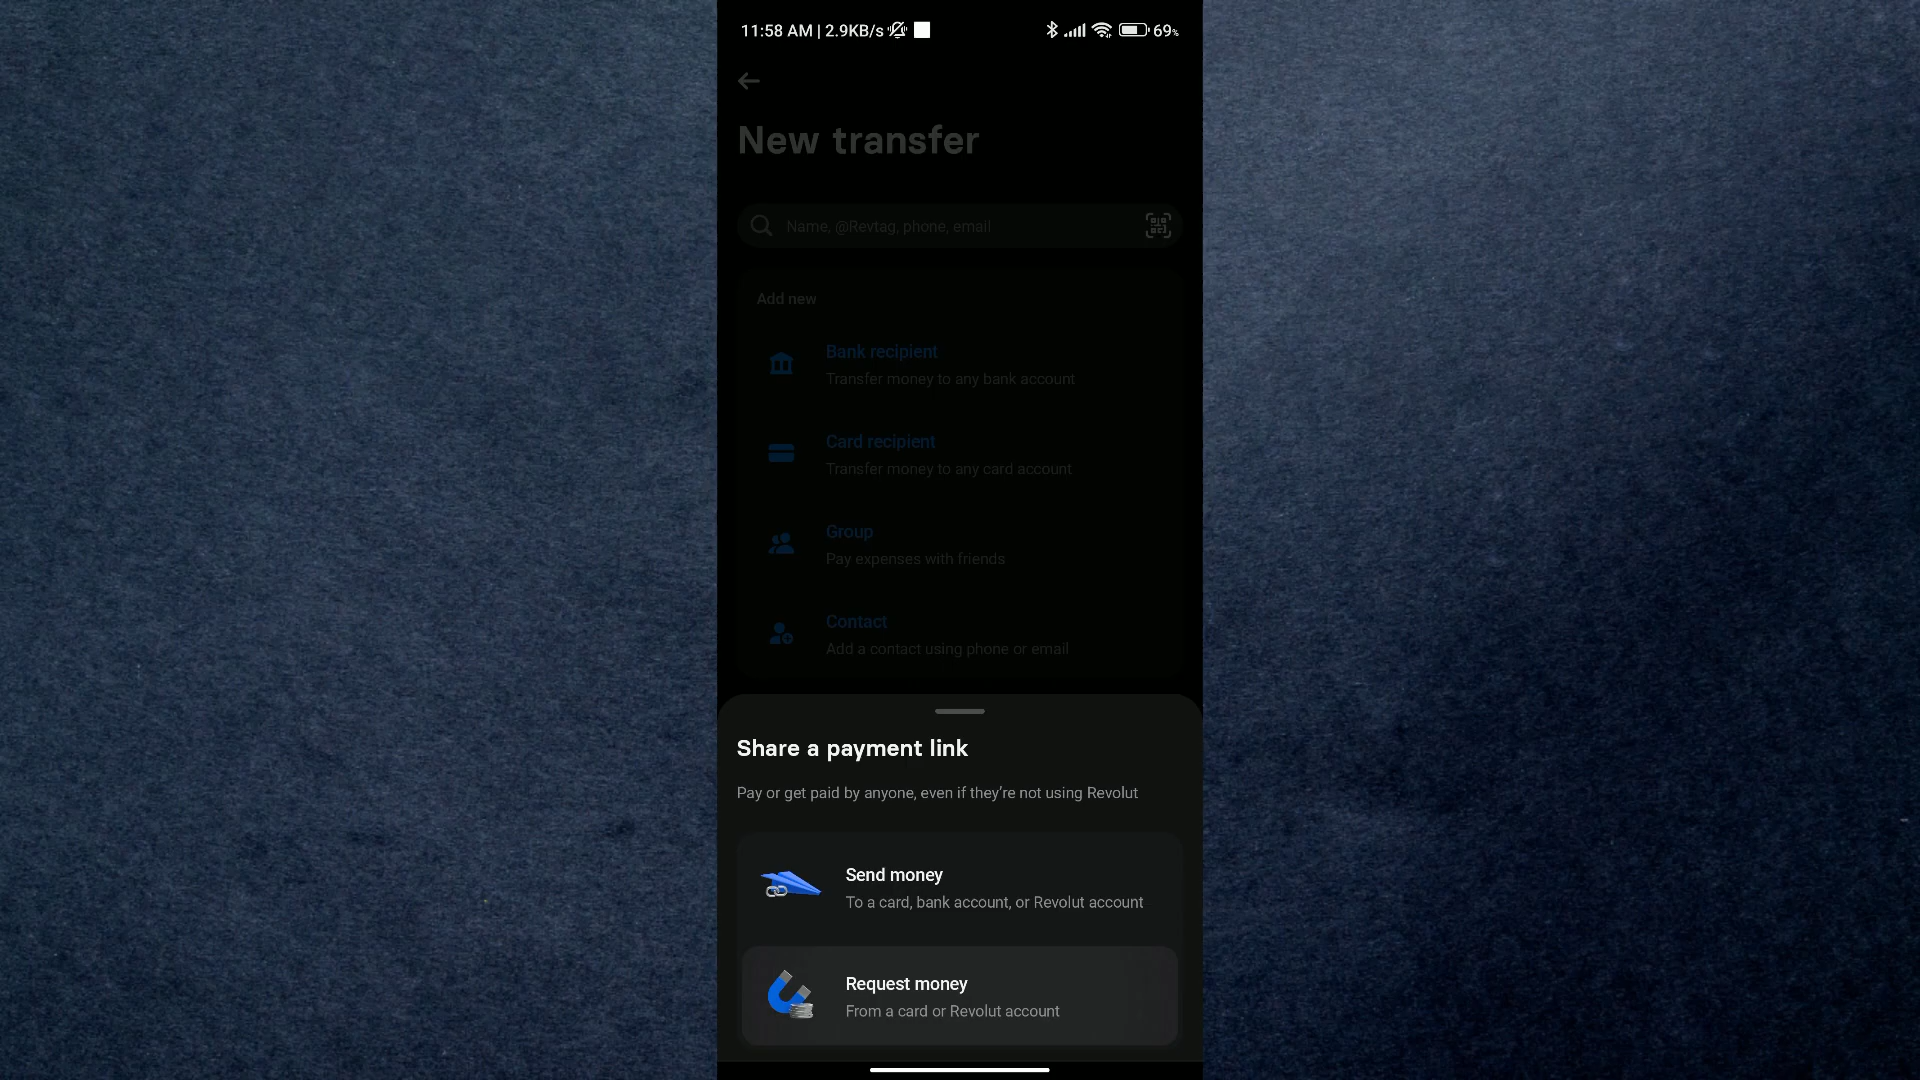 11:58 AM | 2.9KB/s
69%
New transfer
Name, @Revtag, phone, email
Add new
Bank recipient
Transfer money to any bank account
Card recipient
Transfer money to any card account
Group
Pay expenses with friends
Contact
Add a contact using phone or email
Share a payment link
Pay or get paid by anyone, even if they’re not using Revolut
Send money
To a card, bank account, or Revolut account
Request money
From a card or Revolut account